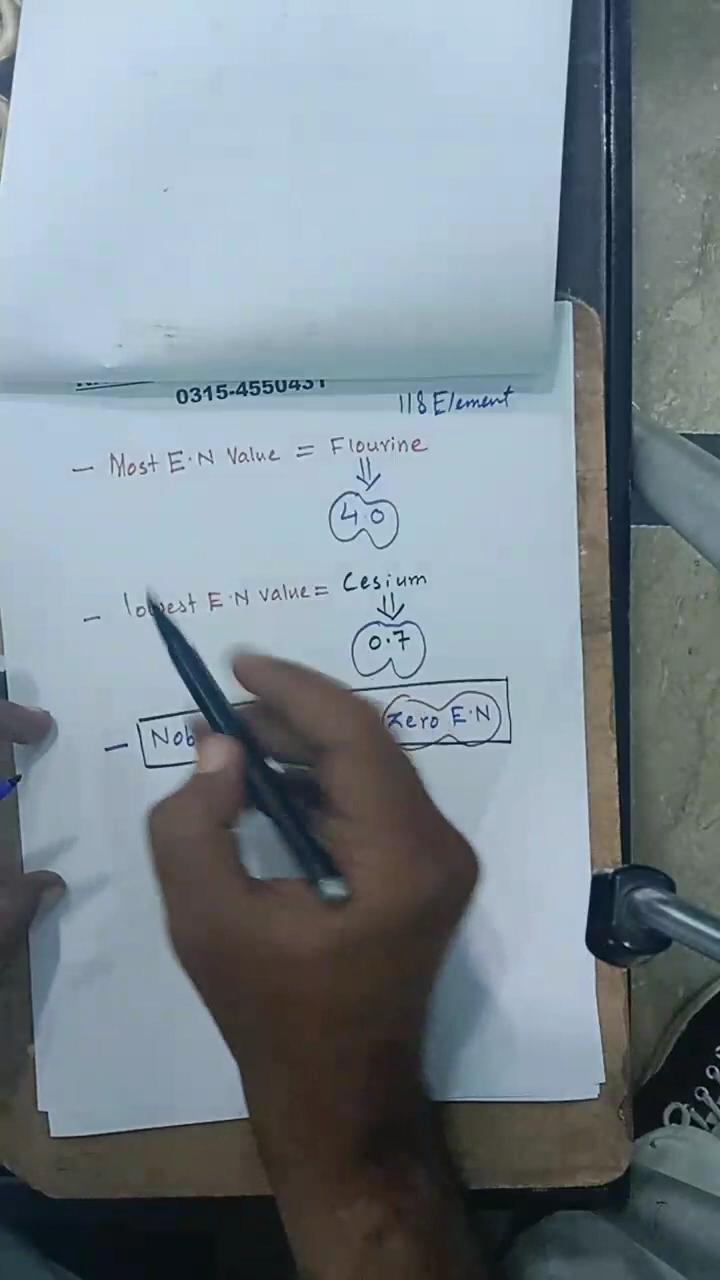 0315-4550431
118 Element
- Most E.N Value = Flourine
4.0
- lowest E.N value = Cesium
0.7
- Zero E.N